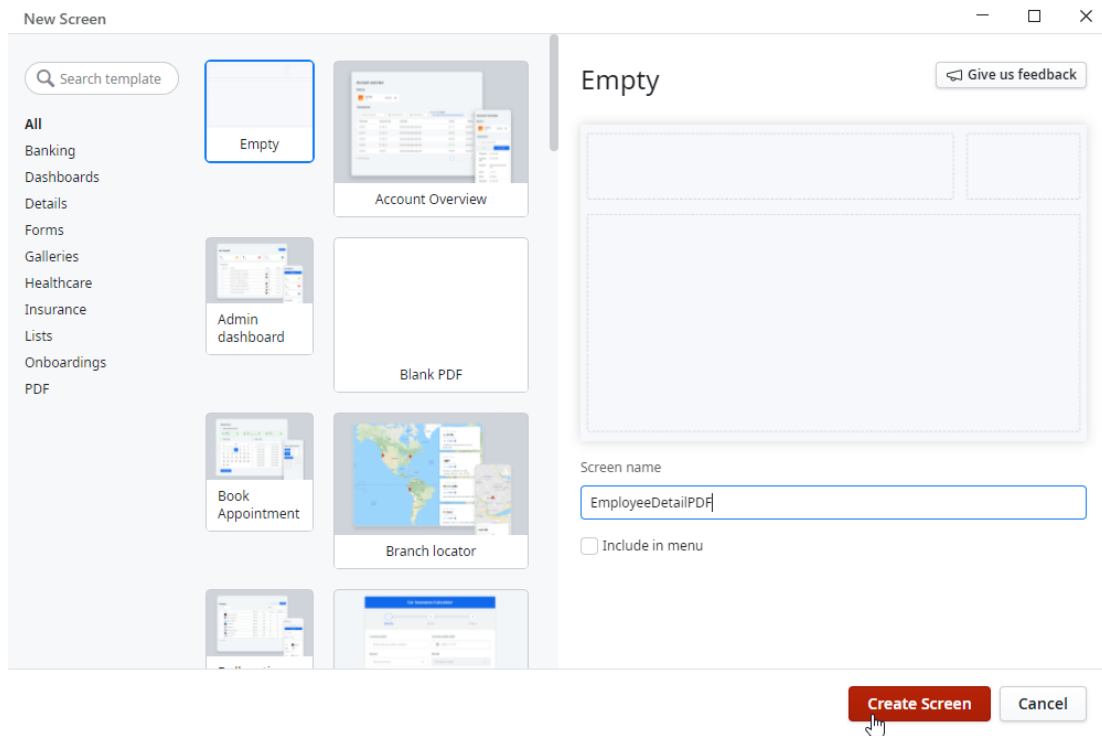 New Screen
Search template
All
Banking
Dashboards
Details
Forms
Galleries
Healthcare
Insurance
Lists
Onboardings
PDF
Empty
Account Overview
Admin
dashboard
Blank PDF
Book
Appointment
Branch locator
Empty
Give us feedback
Screen name
EmployeeDetailPDF
Include in menu
Create Screen
Cancel